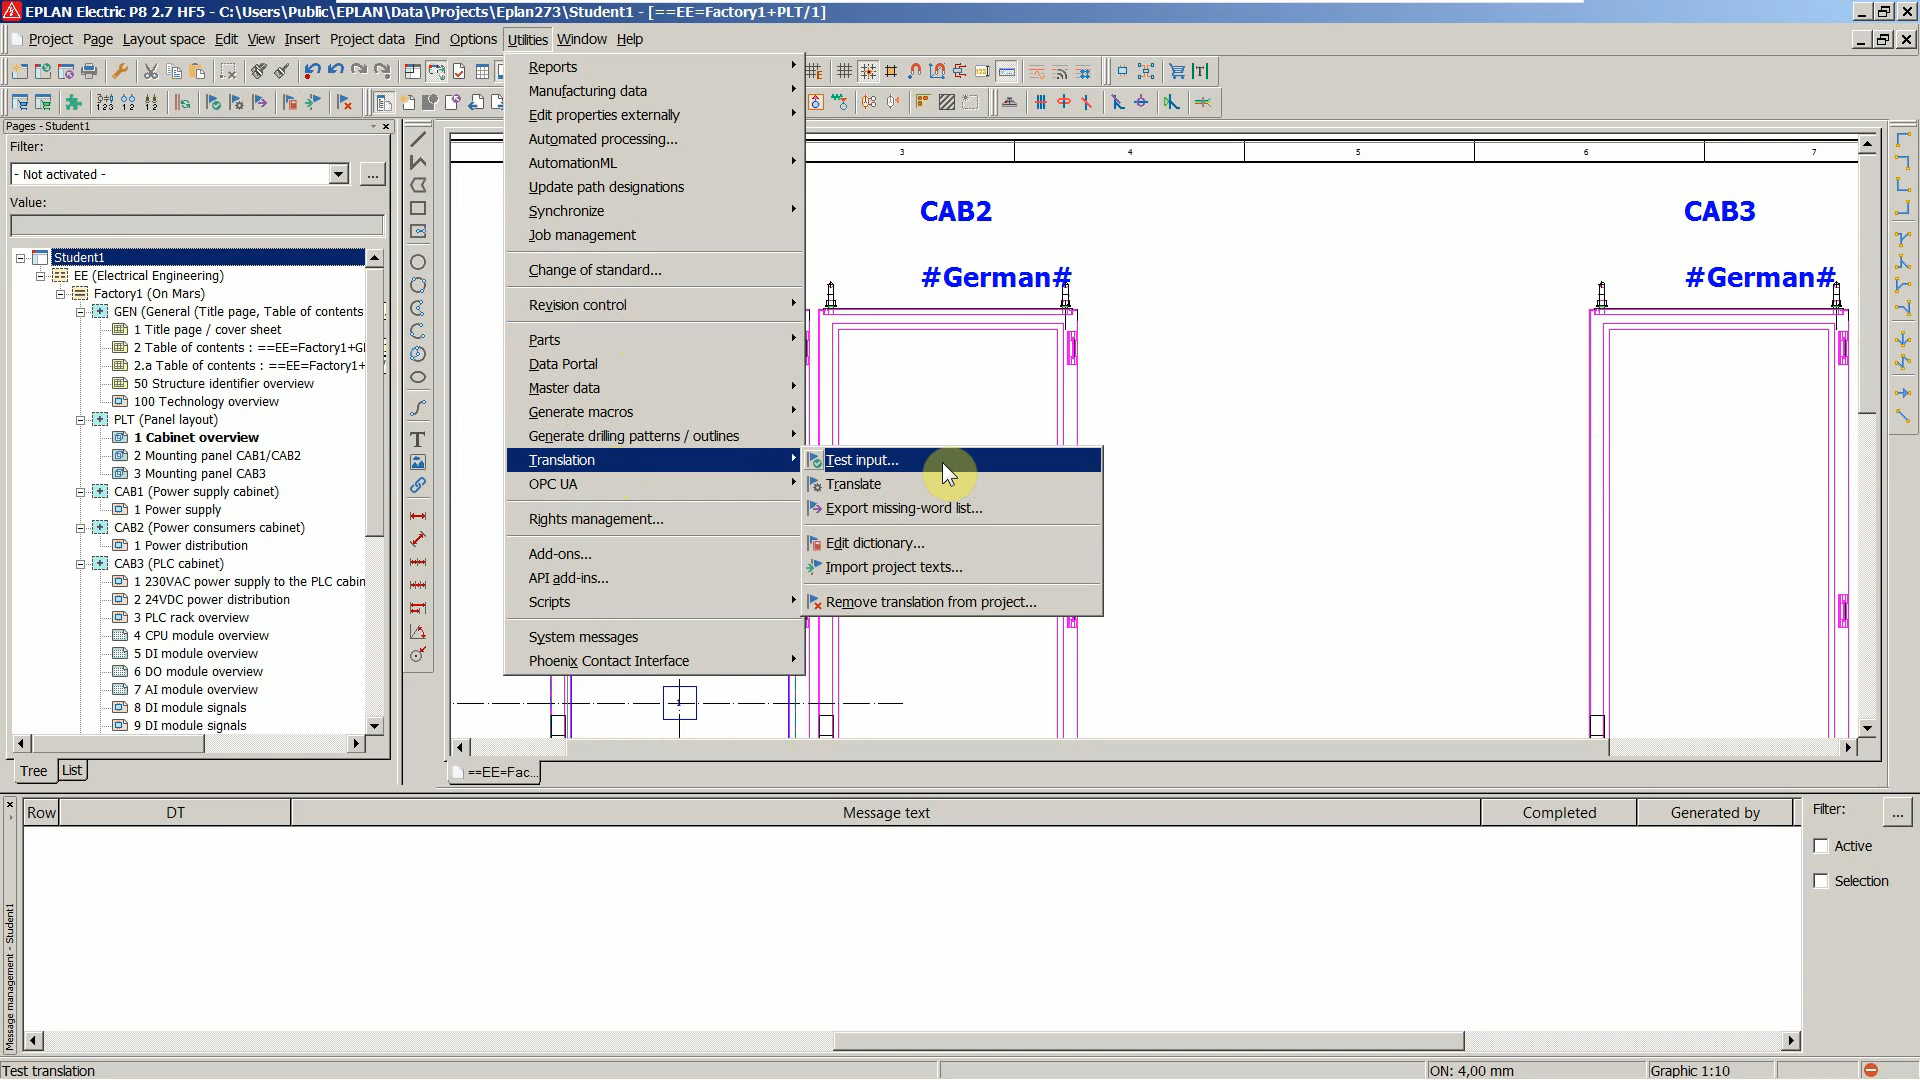 EPLAN Electric P8 2.7 HF5 - C:\Users\Public\EPLAN\Data\Projects\Eplan273\Student1 - [==EE=Factory1+PLT/1]
Project Page Layout space Edit View Insert Project data Find Options Utilities Window Help
Pages - Student1
Filter:
- Not activated -
...
Value:
Student1
EE (Electrical Engineering)
Factory1 (On Mars)
GEN (General (Title page, Table of contents
1 Title page / cover sheet
2 Table of contents : ==EE=Factory1+GE
2.a Table of contents : ==EE=Factory1+
50 Structure identifier overview
100 Technology overview
PLT (Panel layout)
1 Cabinet overview
2 Mounting panel CAB1/CAB2
3 Mounting panel CAB3
CAB1 (Power supply cabinet)
1 Power supply
CAB2 (Power consumers cabinet)
1 Power distribution
CAB3 (PLC cabinet)
1 230VAC power supply to the PLC cabin
2 24VDC power distribution
3 PLC rack overview
4 CPU module overview
5 DI module overview
6 DO module overview
7 AI module overview
8 DI module signals
9 DI module signals
Tree List
Reports
Manufacturing data
Edit properties externally
Automated processing...
AutomationML
Update path designations
Synchronize
Job management
Change of standard...
Revision control
Parts
Data Portal
Master data
Generate macros
Generate drilling patterns / outlines
Translation
OPC UA
Rights management...
Add-ons...
API add-ins...
Scripts
System messages
Phoenix Contact Interface
Test input...
Translate
Export missing-word list...
Edit dictionary...
Import project texts...
Remove translation from project...
3 4 5 6 7
CAB2 CAB3
#German# #German#
==EE=Fac...
Row DT Message text Completed Generated by
Filter:
...
Active
Selection
Message management - Student1
Test translation ON: 4,00 mm Graphic 1:10